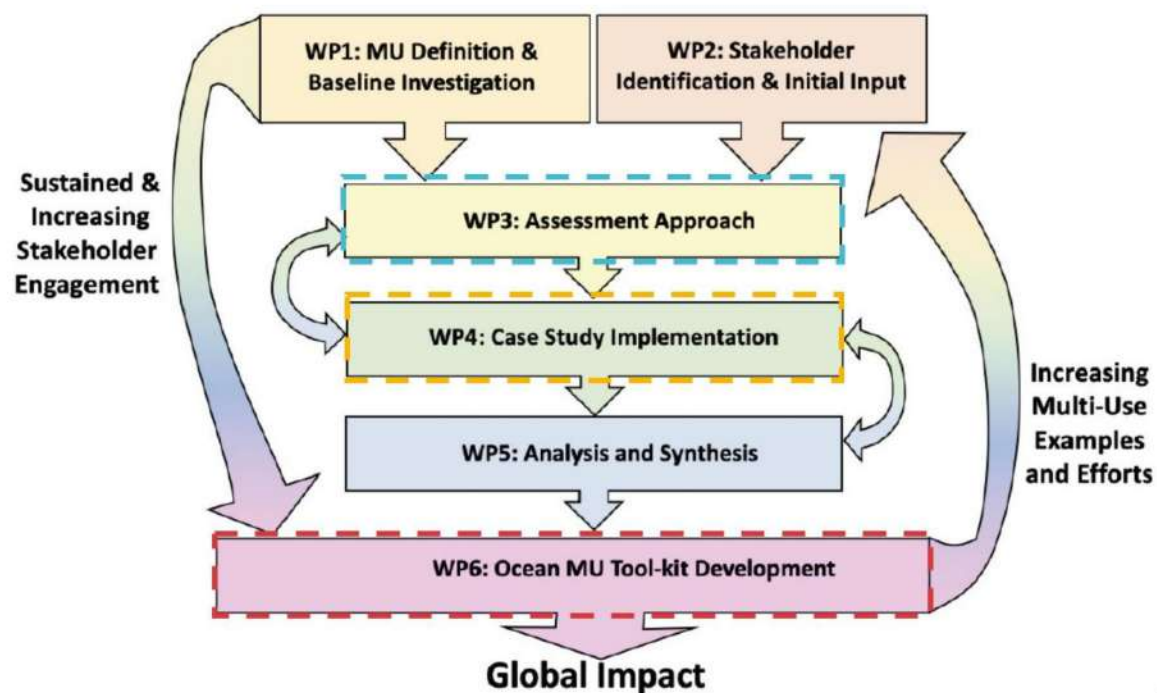 WP1: MU Definition &
Baseline Investigation
WP2: Stakeholder
Identification & Initial Input
Sustained &
Increasing
Stakeholder
Engagement
WP3: Assessment Approach
WP4: Case Study Implementation
Increasing
Multi-Use
Examples
and Efforts
WP5: Analysis and Synthesis
WP6: Ocean MU Tool-kit Development
Global Impact